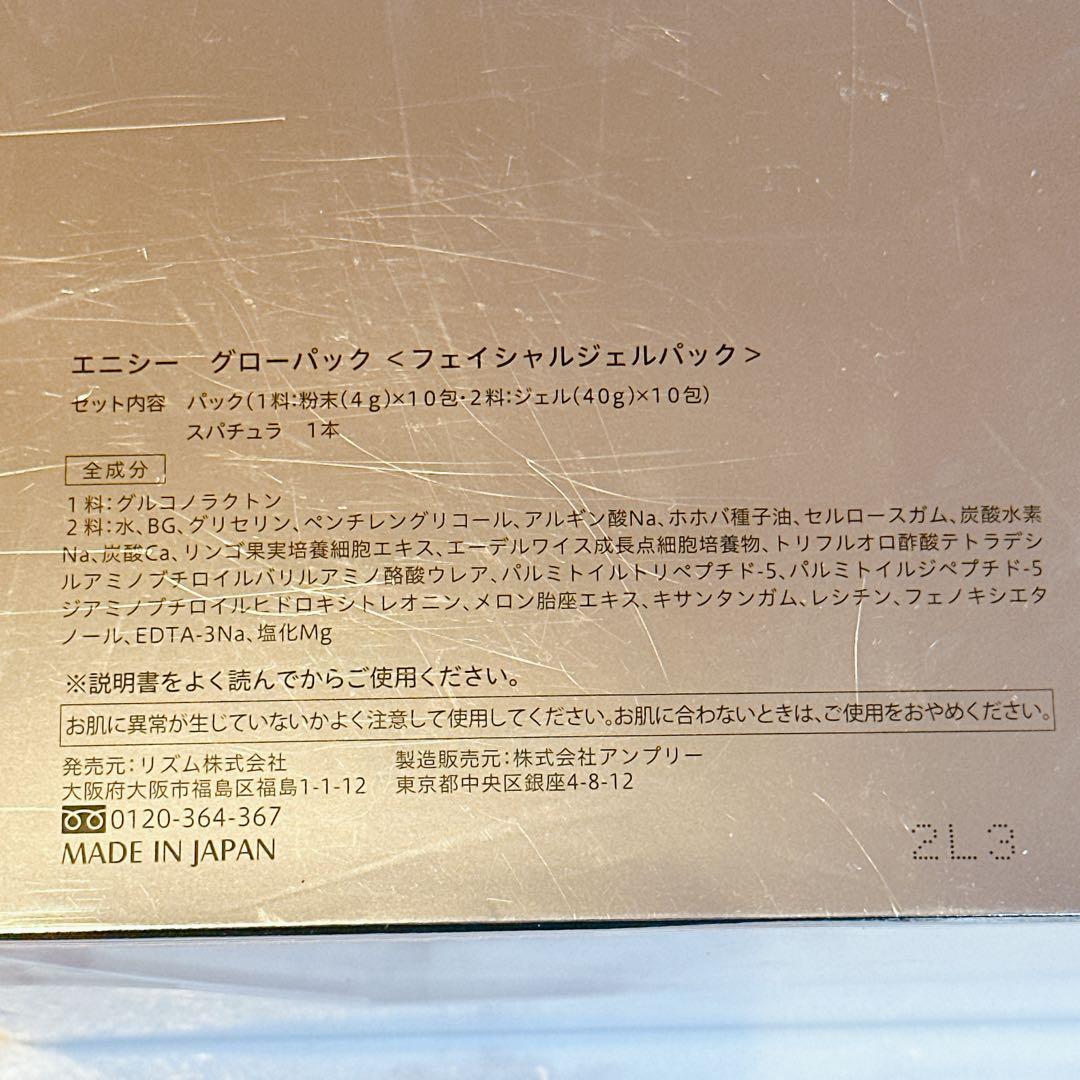 エニシー　グローパック <フェイシャルジェルパック>
セット内容　パック(1料:粉末(4g)×10包・2料:ジェル(40g)×10包)
スパチュラ　1本
全成分
1料:グルコノラクトン
2料:水、BG、グリセリン、ペンチレングリコール、アルギン酸Na、ホホバ種子油、セルロースガム、炭酸水素
Na、炭酸Ca、リンゴ果実培養細胞エキス、エーデルワイス成長点細胞培養物、トリフルオロ酢酸テトラデシ
ルアミノブチロイルバリルアミノ酪酸ウレア、パルミトイルトリペプチド-5、パルミトイルジペプチド-5
ジアミノブチロイルヒドロキシトレオニン、メロン胎座エキス、キサンタンガム、レシチン、フェノキシエタ
ノール、EDTA-3Na、塩化Mg
※説明書をよく読んでからご使用ください。
お肌に異常が生じていないかよく注意して使用してください。お肌に合わないときは、ご使用をおやめください。
発売元:リズム株式会社　製造販売元:株式会社アンプリー
大阪府大阪市福島区福島1-1-12　東京都中央区銀座4-8-12
0120-364-367
MADE IN JAPAN
2L3